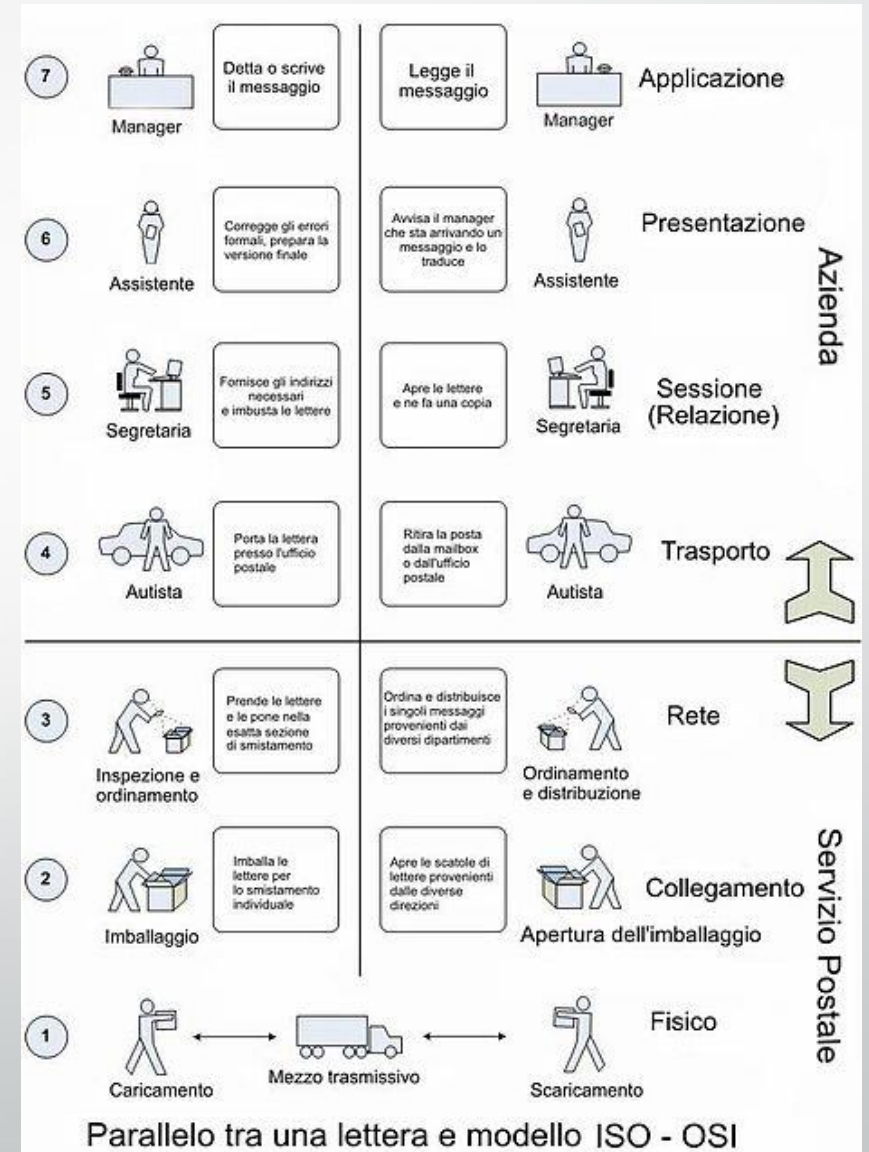 7
Detta o scrive
il messaggio
Legge il
messaggio
Applicazione
Manager
Manager
6
Corregge gli errori
formali, prepara la
versione finale
Avvisa il manager
che sta arrivando un
messaggio e lo
traduce
Presentazione
Assistente
Assistente
Azienda
5
Fornisce gli indirizzi
necessari
e imbusta le lettere
Apre le lettere
e ne fa una copia
Sessione
(Relazione)
Segretaria
Segretaria
4
Porta la lettera
presso l'ufficio
postale
Ritira la posta
dalla mailbox
o dall'ufficio
postale
Trasporto
Autista
Autista
3
Prende le lettere
e le pone nella
esatta sezione
di smistamento
Ordina e distribuisce
i singoli messaggi
provenienti dai
diversi dipartimenti
Rete
Inspezione e
ordinamento
Ordinamento
e distribuzione
2
Imballa le
lettere per
lo smistamento
individuale
Apre le scatole di
lettere provenienti
dalle diverse
direzioni
Collegamento
Imballaggio
Apertura dell'imballaggio
Servizio Postale
1
Fisico
Caricamento
Mezzo trasmissivo
Scaricamento
Parallelo tra una lettera e modello ISO - OSI